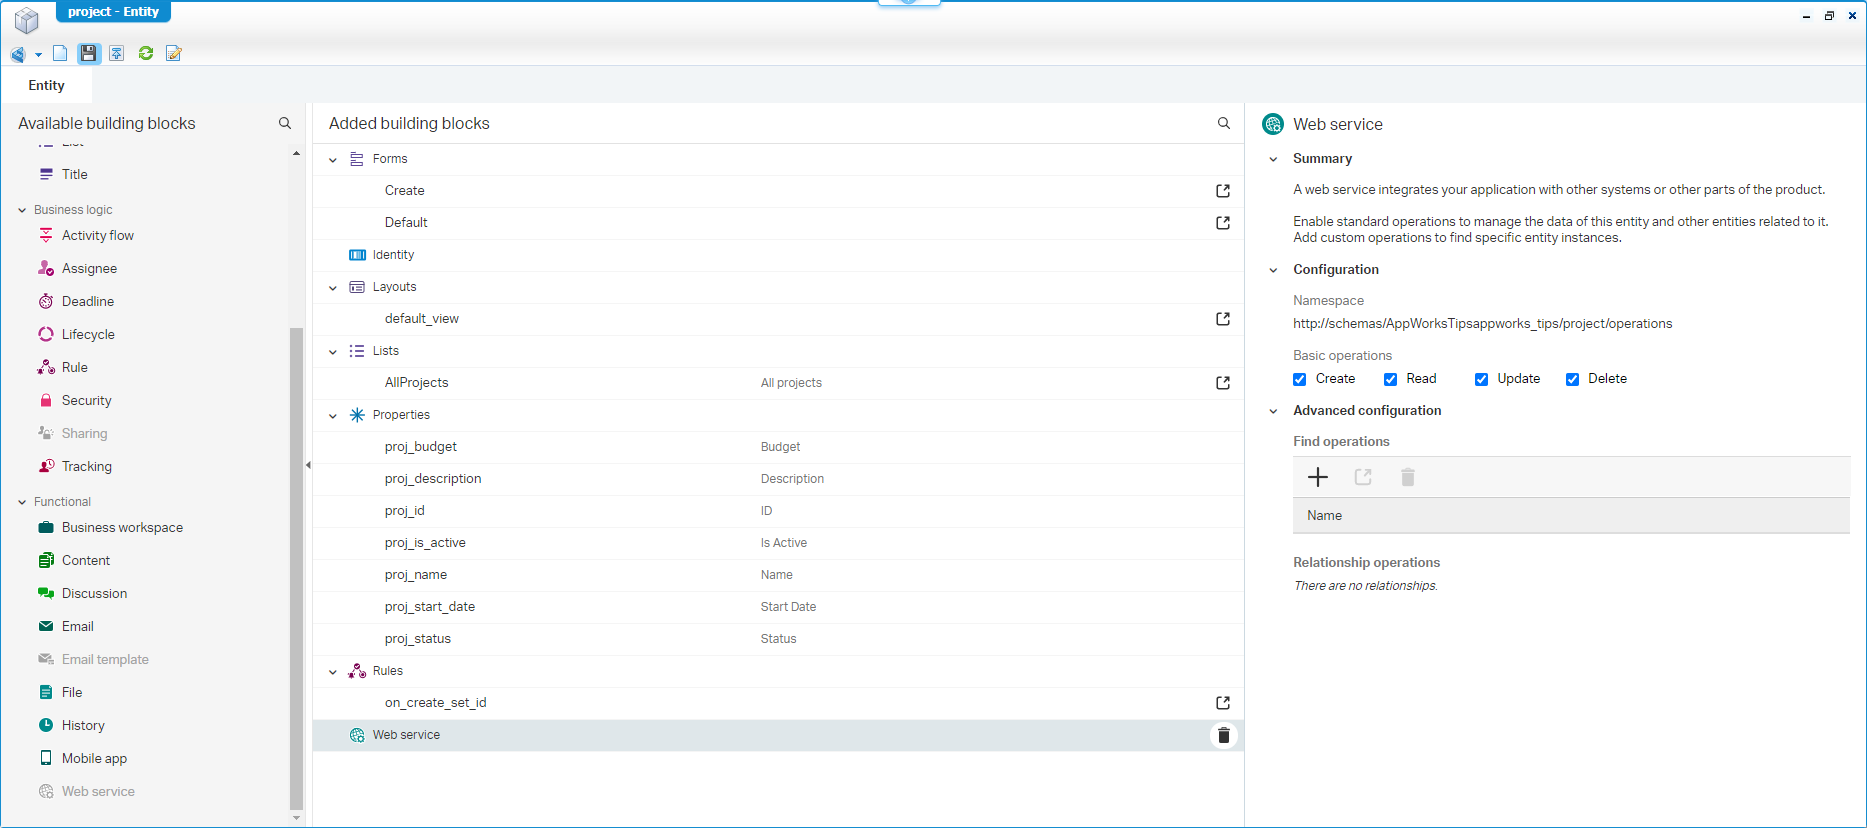 project - Entity
Entity
Available building blocks
List
Title
Business logic
Activity flow
Assignee
Deadline
Lifecycle
Rule
Security
Sharing
Tracking
Functional
Business workspace
Content
Discussion
Email
Email template
File
History
Mobile app
Web service
Added building blocks
Forms
Create
Default
Identity
Layouts
default_view
Lists
AllProjects All projects
Properties
proj_budget Budget
proj_description Description
proj_id ID
proj_is_active Is Active
proj_name Name
proj_start_date Start Date
proj_status Status
Rules
on_create_set_id
Web service
Web service
Summary
A web service integrates your application with other systems or other parts of the product.
Enable standard operations to manage the data of this entity and other entities related to it.
Add custom operations to find specific entity instances.
Configuration
Namespace
http://schemas/AppWorksTipsappworks_tips/project/operations
Basic operations
Create Read Update Delete
Advanced configuration
Find operations
Name
Relationship operations
There are no relationships.